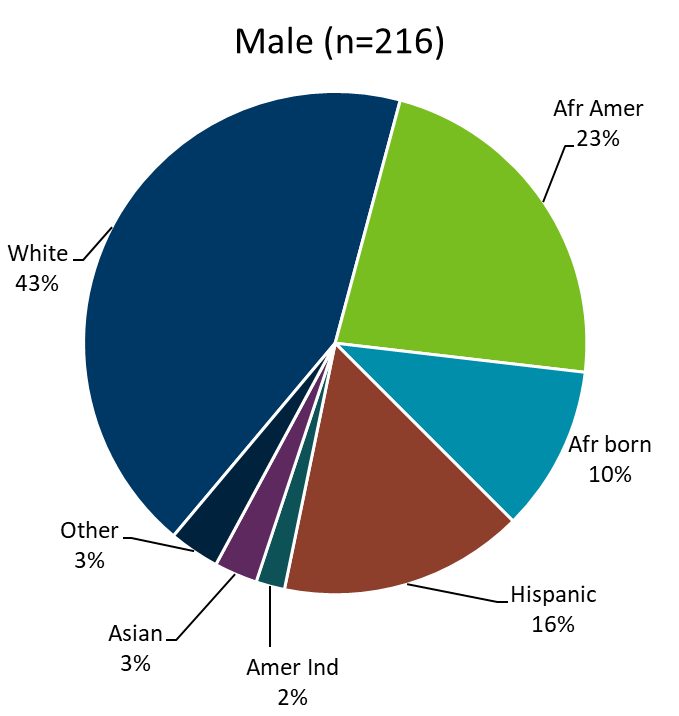 Male (n=216)
Afr Amer
23%
White
43%
Afr born
10%
Other
3%
Hispanic
16%
Asian
3%
Amer Ind
2%